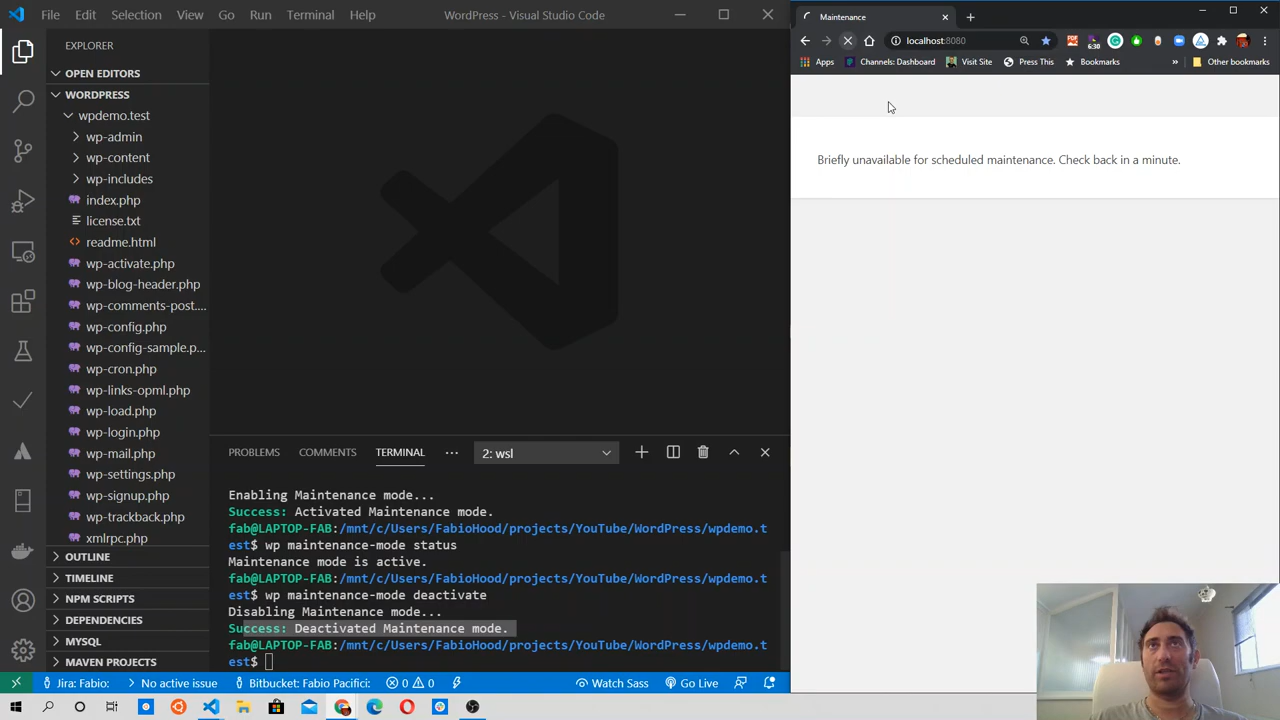 File Edit Selection View Go Run Terminal Help WordPress - Visual Studio Code
Maintenance
localhost:8080
6:30
Apps Channels: Dashboard Visit Site Press This Bookmarks » Other bookmarks
EXPLORER
OPEN EDITORS
WORDPRESS
wpdemo.test
wp-admin
wp-content
wp-includes
index.php
license.txt
readme.html
wp-activate.php
wp-blog-header.php
wp-comments-post....
wp-config.php
wp-config-sample.p...
wp-cron.php
wp-links-opml.php
wp-load.php
wp-login.php
wp-mail.php
wp-settings.php
wp-signup.php
wp-trackback.php
xmlrpc.php
OUTLINE
TIMELINE
NPM SCRIPTS
DEPENDENCIES
MYSQL
MAVEN PROJECTS
Briefly unavailable for scheduled maintenance. Check back in a minute.
PROBLEMS COMMENTS TERMINAL ... 2: wsl
Enabling Maintenance mode...
Success: Activated Maintenance mode.
fab@LAPTOP-FAB:/mnt/c/Users/FabioHood/projects/YouTube/WordPress/wpdemo.t
est$ wp maintenance-mode status
Maintenance mode is active.
fab@LAPTOP-FAB:/mnt/c/Users/FabioHood/projects/YouTube/WordPress/wpdemo.t
est$ wp maintenance-mode deactivate
Disabling Maintenance mode...
Success: Deactivated Maintenance mode.
fab@LAPTOP-FAB:/mnt/c/Users/FabioHood/projects/YouTube/WordPress/wpdemo.t
est$
Jira: Fabio: No active issue Bitbucket: Fabio Pacifici: 0 0 Watch Sass Go Live